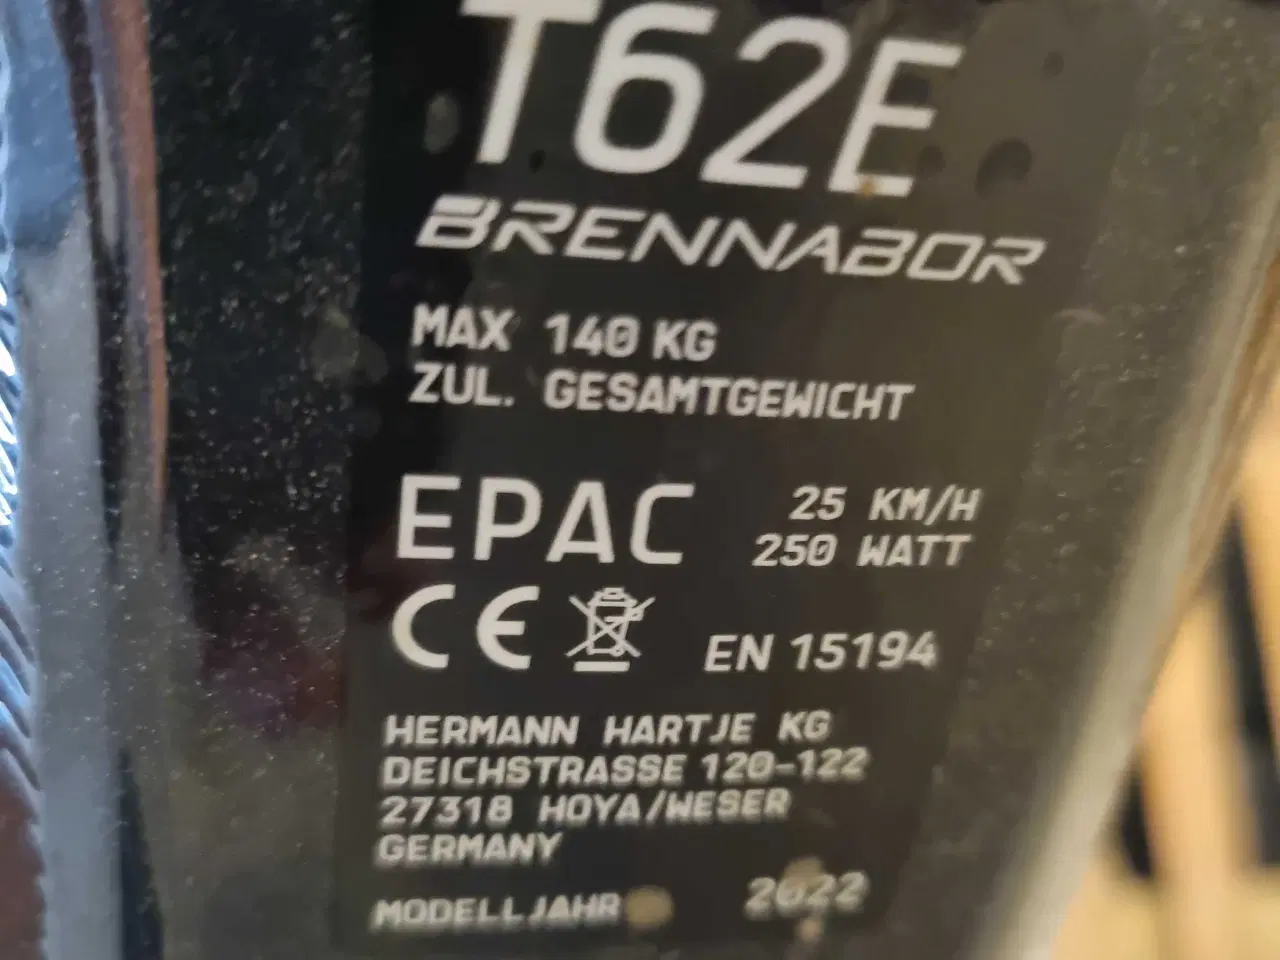 T62E
BRENNABOR
MAX 140 KG
ZUL. GESAMTGEWICHT
EPAC
25 KM/H
250 WATT
CE
EN 15194
HERMANN HARTJE KG
DEICHSTRASSE 120-122
27318 HOYA/WESER
GERMANY
MODELLJAHR 2022